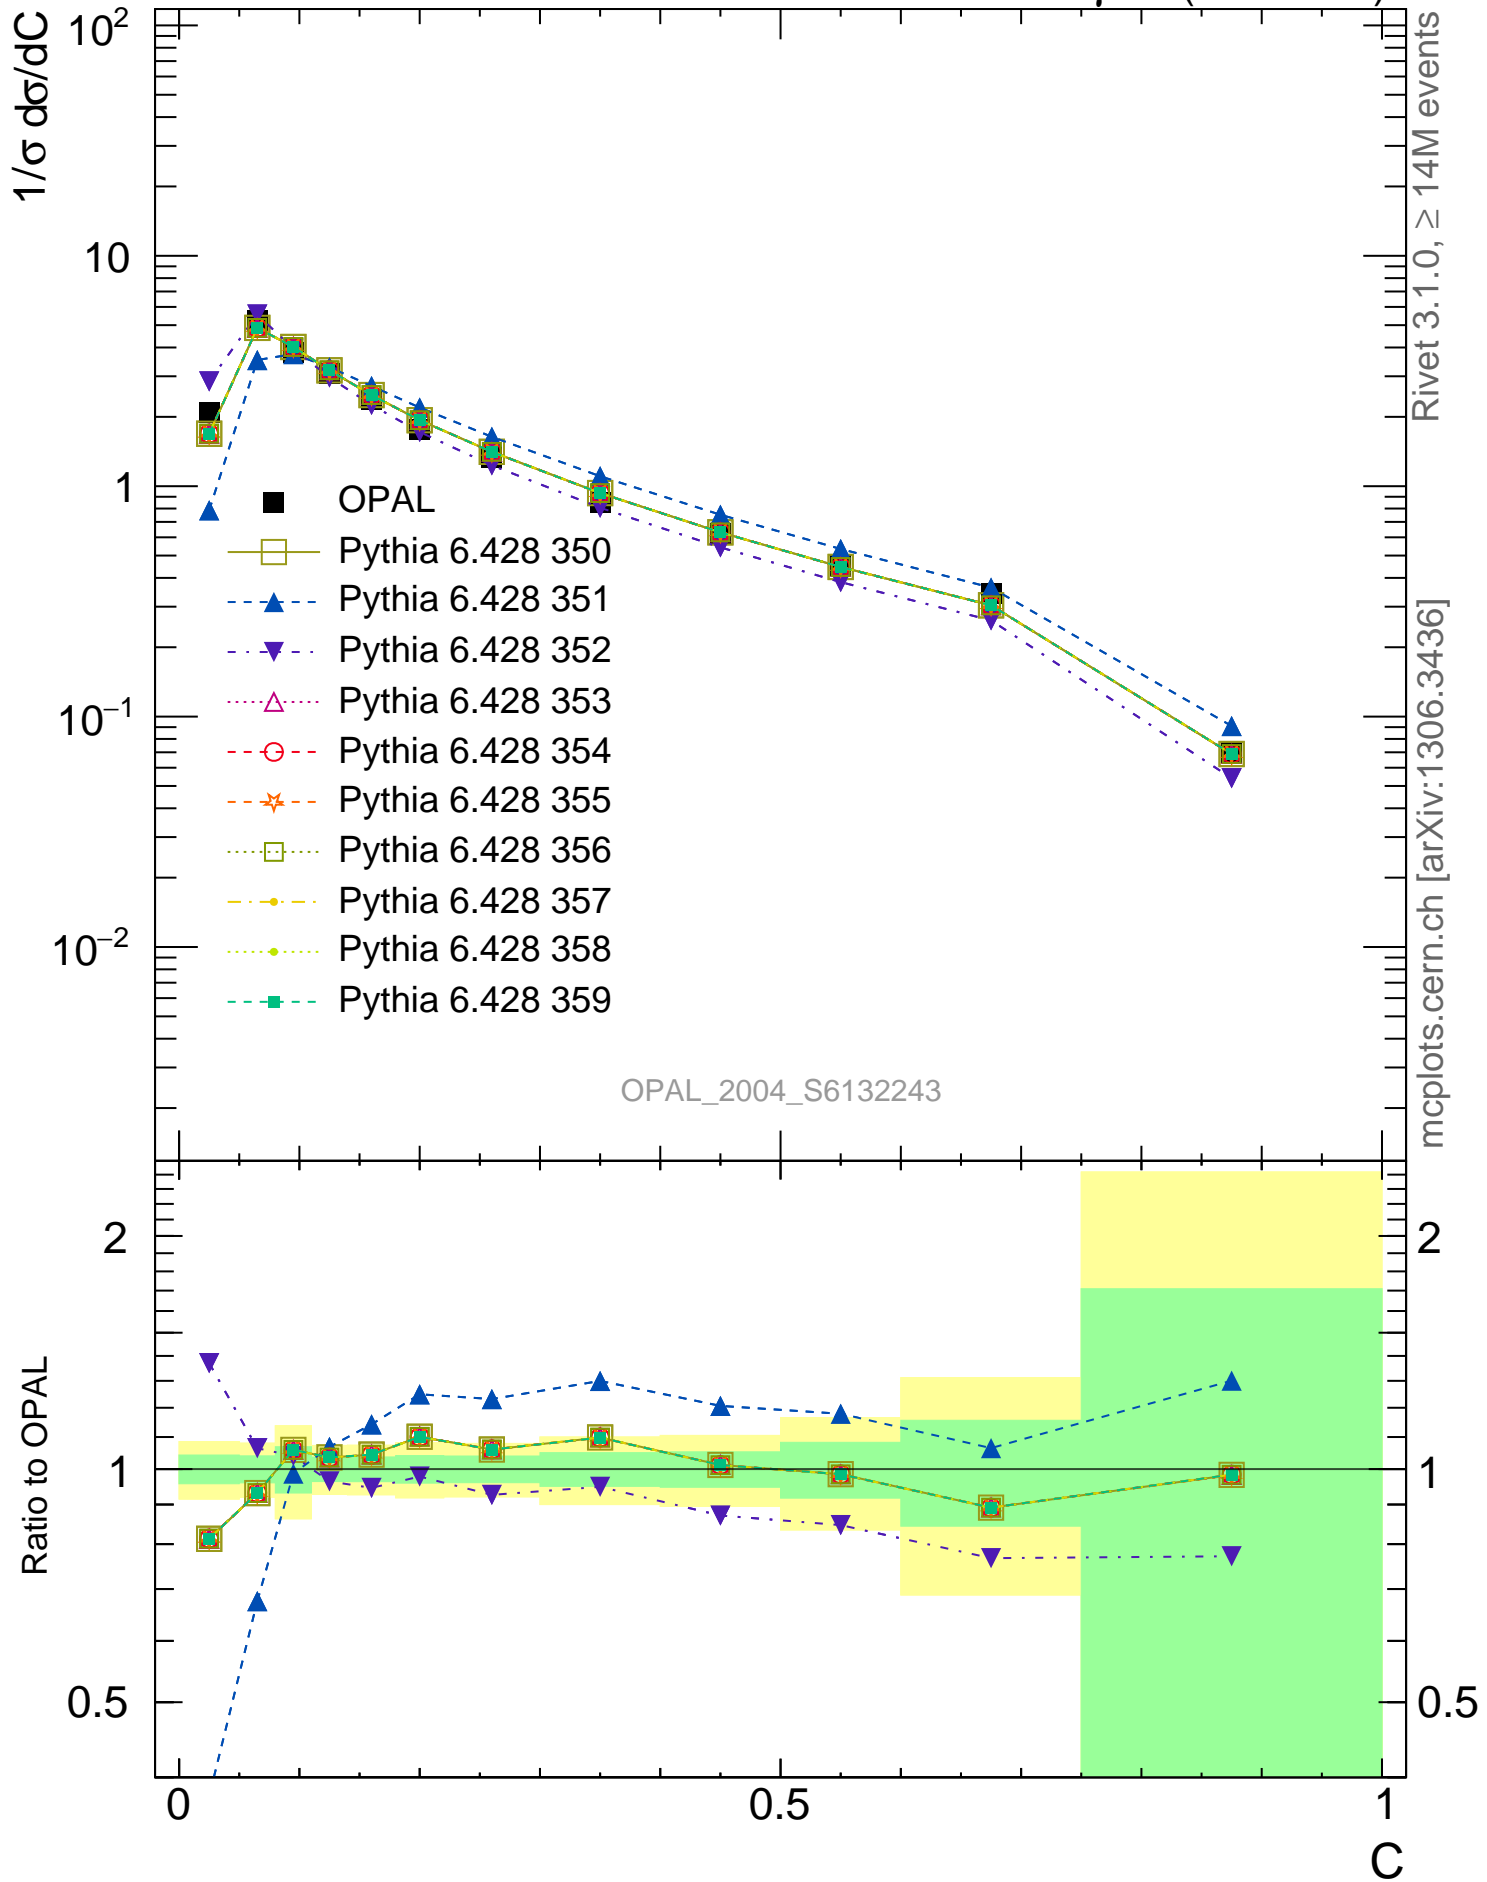 1/σ dσ/dC
10²
10
1
10⁻¹
10⁻²
OPAL
Pythia 6.428 350
Pythia 6.428 351
Pythia 6.428 352
Pythia 6.428 353
Pythia 6.428 354
Pythia 6.428 355
Pythia 6.428 356
Pythia 6.428 357
Pythia 6.428 358
Pythia 6.428 359
OPAL_2004_S6132243
Rivet 3.1.0, ≥ 14M events
mcplots.cern.ch [arXiv:1306.3436]
Ratio to OPAL
2
1
0.5
2
1
0.5
0
0.5
1
C